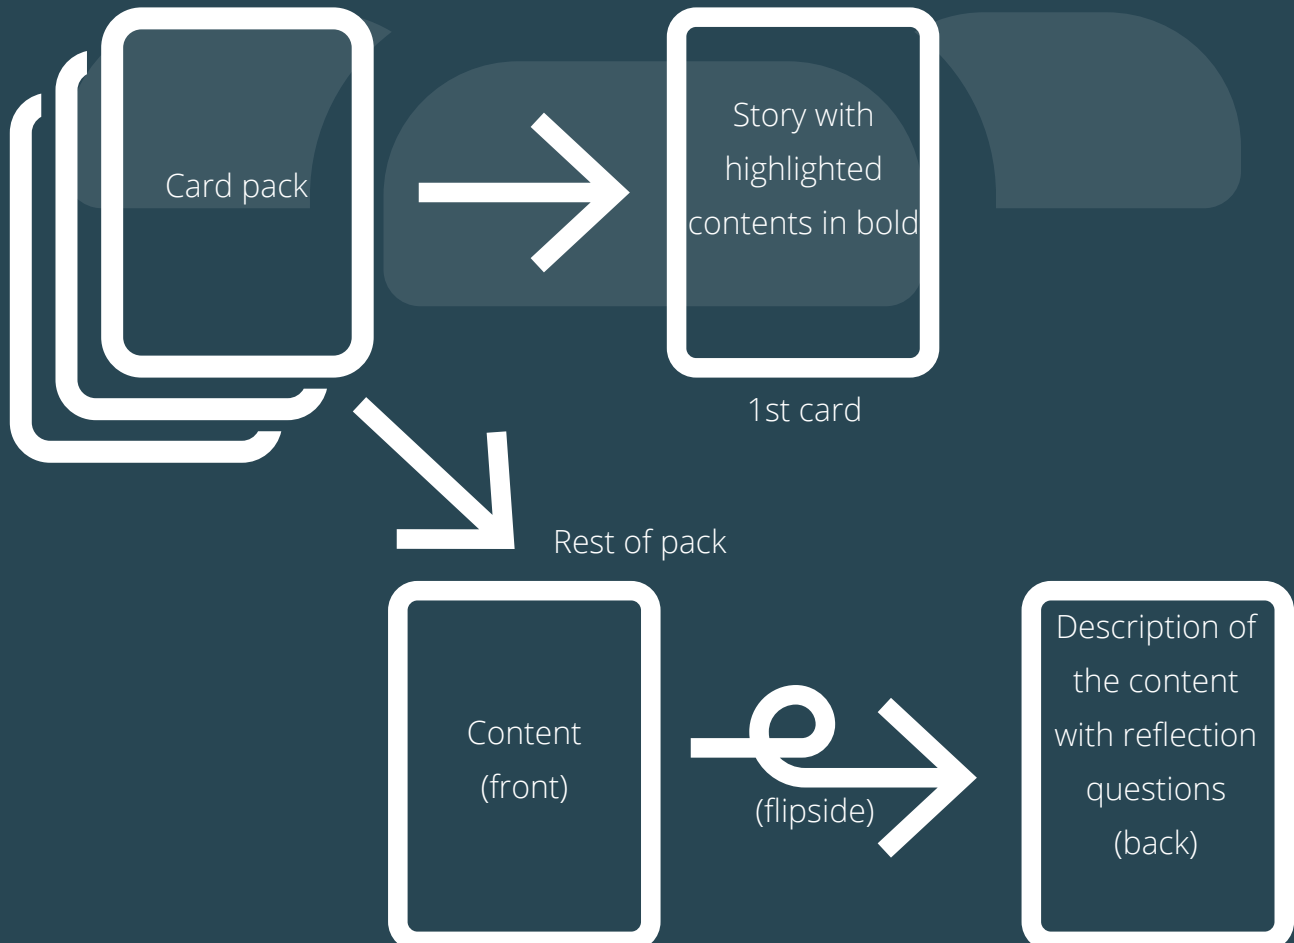 Card pack
Story with
highlighted
contents in bold
1st card
Rest of pack
Content
(front)
(flipside)
Description of
the content
with reflection
questions
(back)